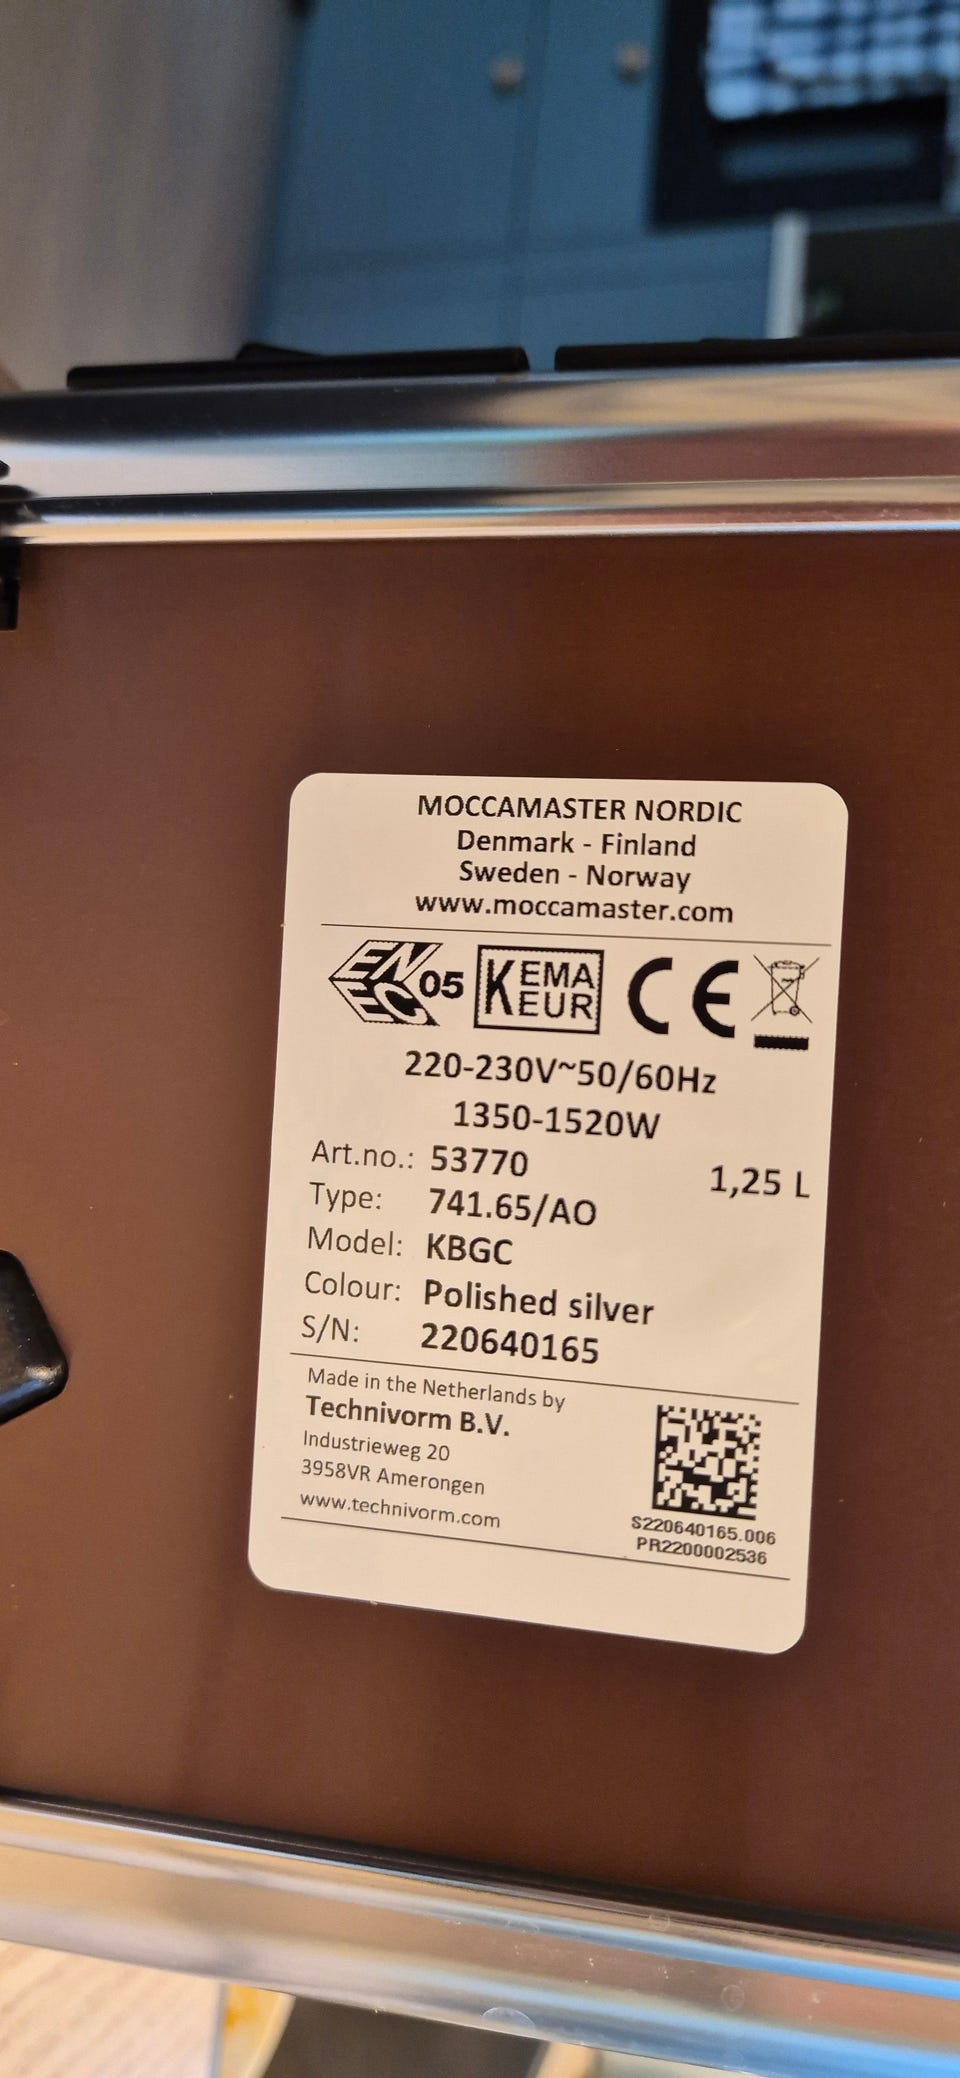 MOCCAMASTER NORDIC
Denmark - Finland
Sweden - Norway
www.moccamaster.com
EN EC 05 KEMA KEUR CE
220-230V~50/60Hz
1350-1520W
Art.no.: 53770 1,25 L
Type: 741.65/AO
Model: KBGC
Colour: Polished silver
S/N: 220640165
Made in the Netherlands by
Technivorm B.V.
Industrieweg 20
3958VR Amerongen
www.technivorm.com
S220640165.006
PR2200002536